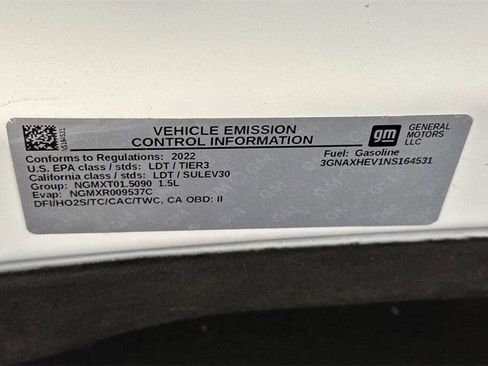 NS164531
VEHICLE EMISSION
CONTROL INFORMATION
gm
GENERAL
MOTORS
LLC
Conforms to Regulations: 2022
U.S. EPA class / stds: LDT / TIER3
California class / stds: LDT / SULEV30
Group: NGMXT01.5090 1.5L
Evap: NGMXR009537C
DFI/HO2S/TC/CAC/TWC, CA OBD: II
Fuel: Gasoline
3GNAXHEV1NS164531